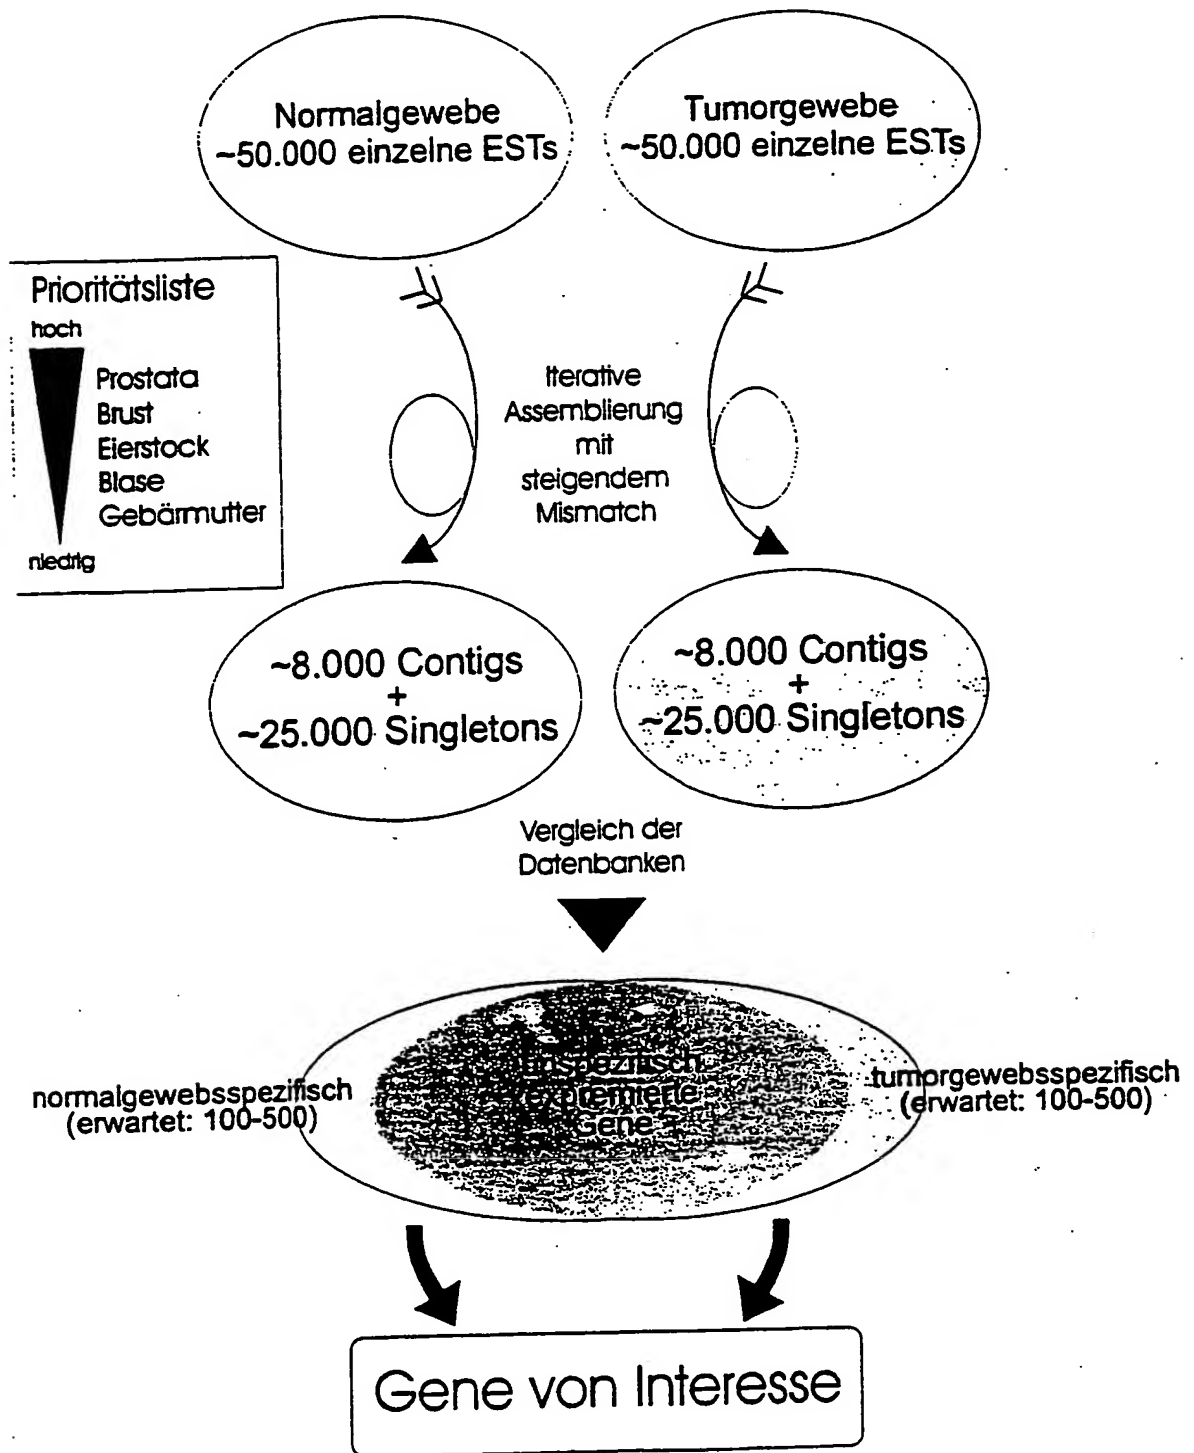 Normalgewebe
~50.000 einzelne ESTs
Tumorgewebe
~50.000 einzelne ESTs
Prioritätsliste
hoch
Prostata
Brust
Eierstock
Blase
Gebärmutter
niedrig
Iterative
Assemblierung
mit
steigendem
Mismatch
~8.000 Contigs
+
~25.000 Singletons
~8.000 Contigs
+
~25.000 Singletons
Vergleich der
Datenbanken
normalgewebsspezifisch
(erwartet: 100-500)
Unspezifisch
expremierte
Gene
tumorgewebsspezifisch
(erwartet: 100-500)
Gene von Interesse